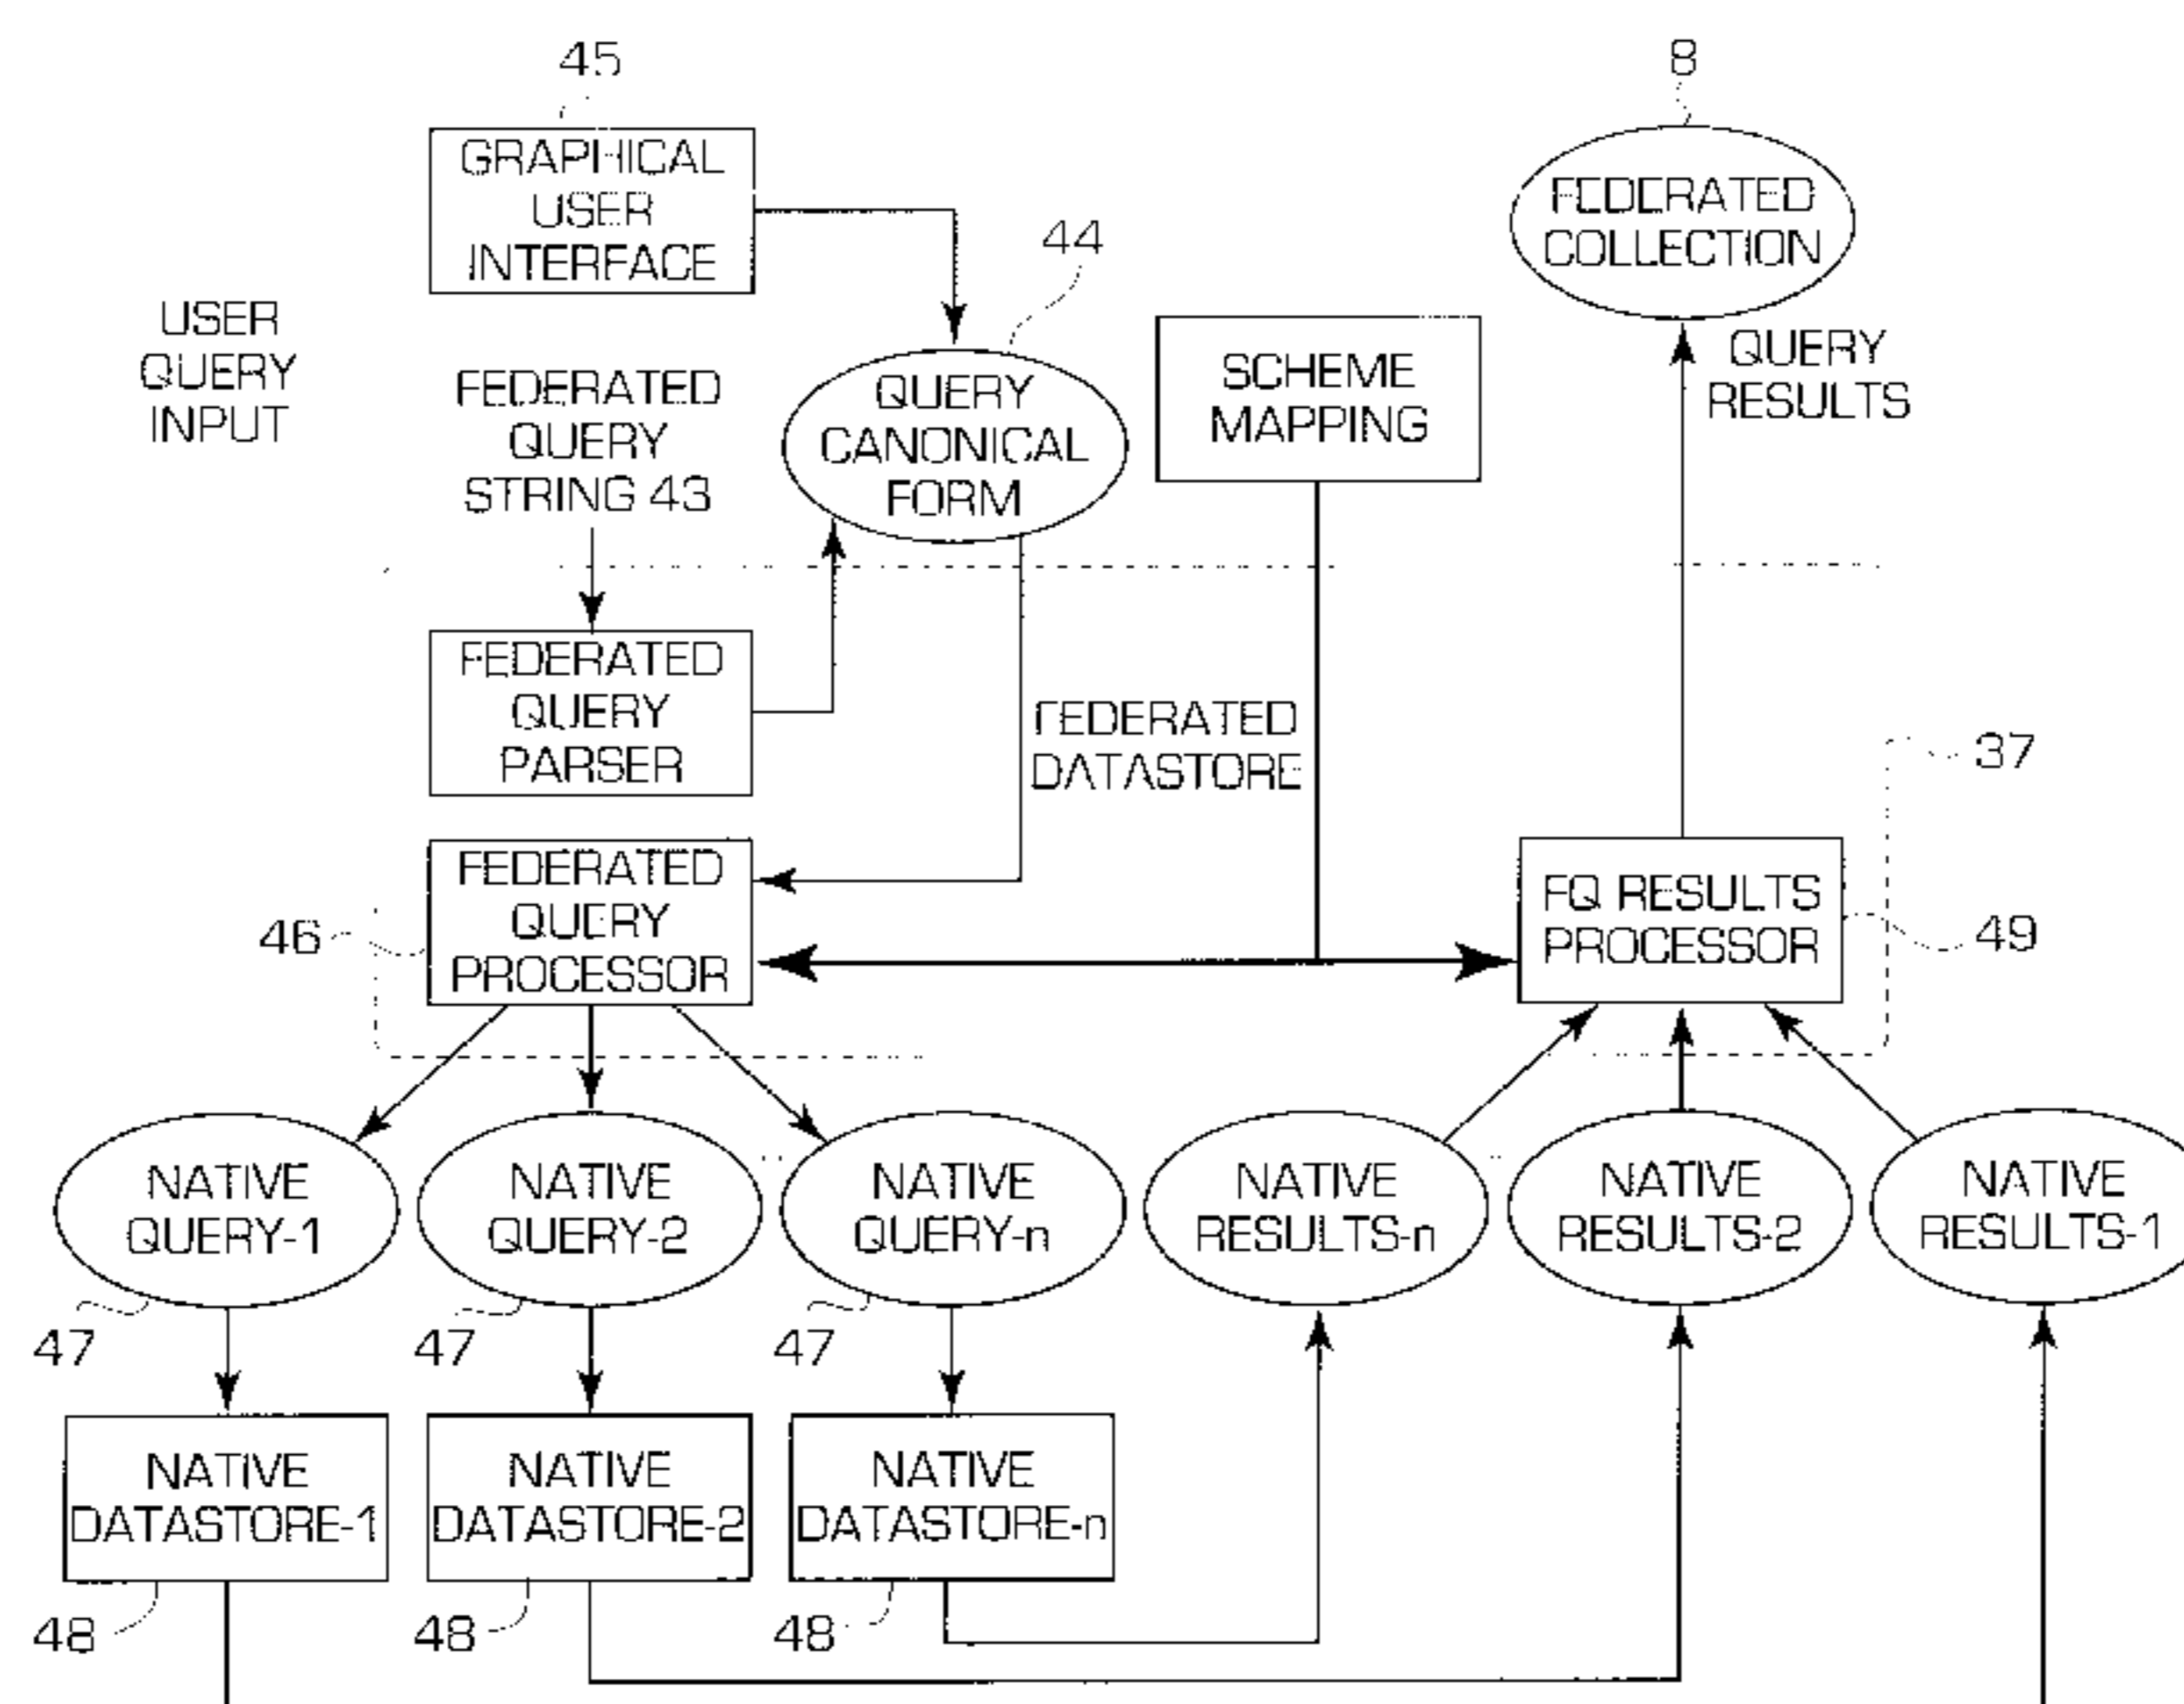 45
GRAPHICAL
USER
INTERFACE
8
FEDERATED
COLLECTION
44
USER
QUERY
INPUT
FEDERATED
QUERY
STRING 43
QUERY
CANONICAL
FORM
SCHEME
MAPPING
QUERY
RESULTS
FEDERATED
QUERY
PARSER
FEDERATED
DATASTORE
37
46
FEDERATED
QUERY
PROCESSOR
FQ RESULTS
PROCESSOR
49
NATIVE
QUERY-1
NATIVE
QUERY-2
NATIVE
QUERY-n
NATIVE
RESULTS-n
NATIVE
RESULTS-2
NATIVE
RESULTS-1
47
47
47
NATIVE
DATASTORE-1
NATIVE
DATASTORE-2
NATIVE
DATASTORE-n
48
48
48